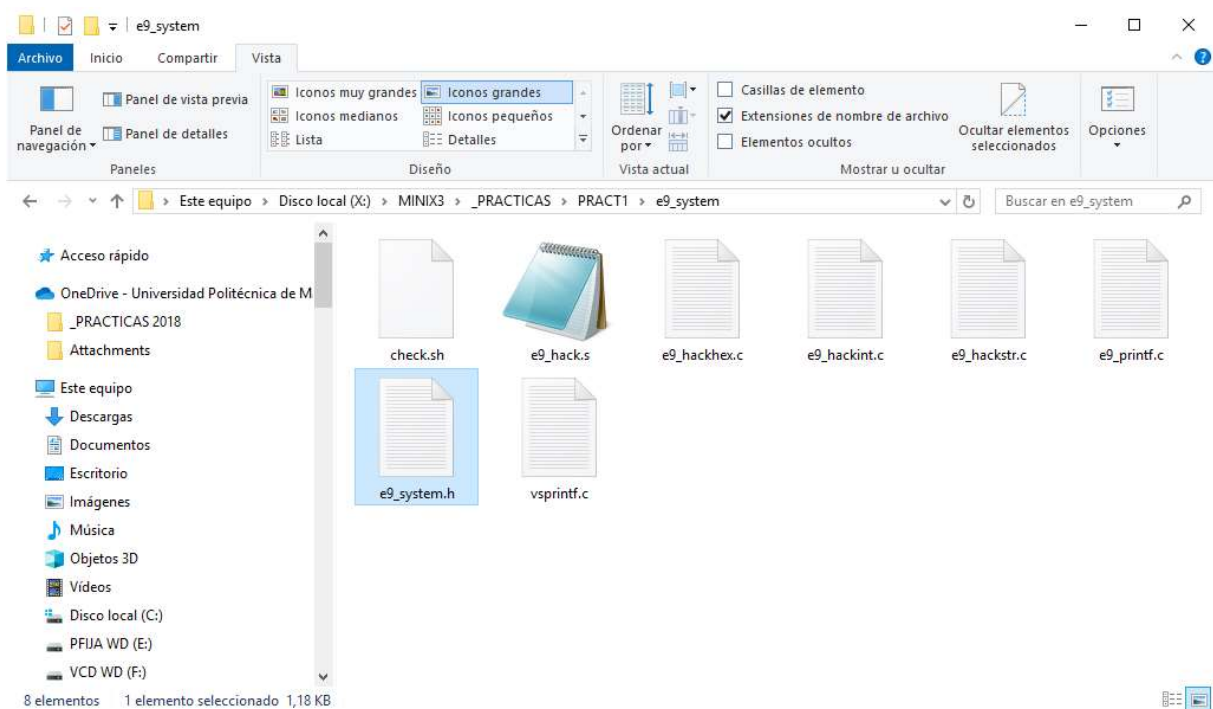 e9_system
Archivo Inicio Compartir Vista
Panel de navegación
Panel de vista previa
Panel de detalles
Paneles
Iconos muy grandes Iconos grandes
Iconos medianos Iconos pequeños
Lista Detalles
Diseño
Ordenar por
Vista actual
Casillas de elemento
Extensiones de nombre de archivo
Elementos ocultos
Ocultar elementos seleccionados
Mostrar u ocultar
Opciones
Este equipo > Disco local (X:) > MINIX3 > _PRACTICAS > PRACT1 > e9_system
Buscar en e9_system
Acceso rápido
OneDrive - Universidad Politécnica de M
_PRACTICAS 2018
Attachments
Este equipo
Descargas
Documentos
Escritorio
Imágenes
Música
Objetos 3D
Vídeos
Disco local (C:)
PFIJA WD (E:)
VCD WD (F:)
check.sh e9_hack.s e9_hackhex.c e9_hackint.c e9_hackstr.c e9_printf.c
e9_system.h vsprintf.c
8 elementos 1 elemento seleccionado 1,18 KB